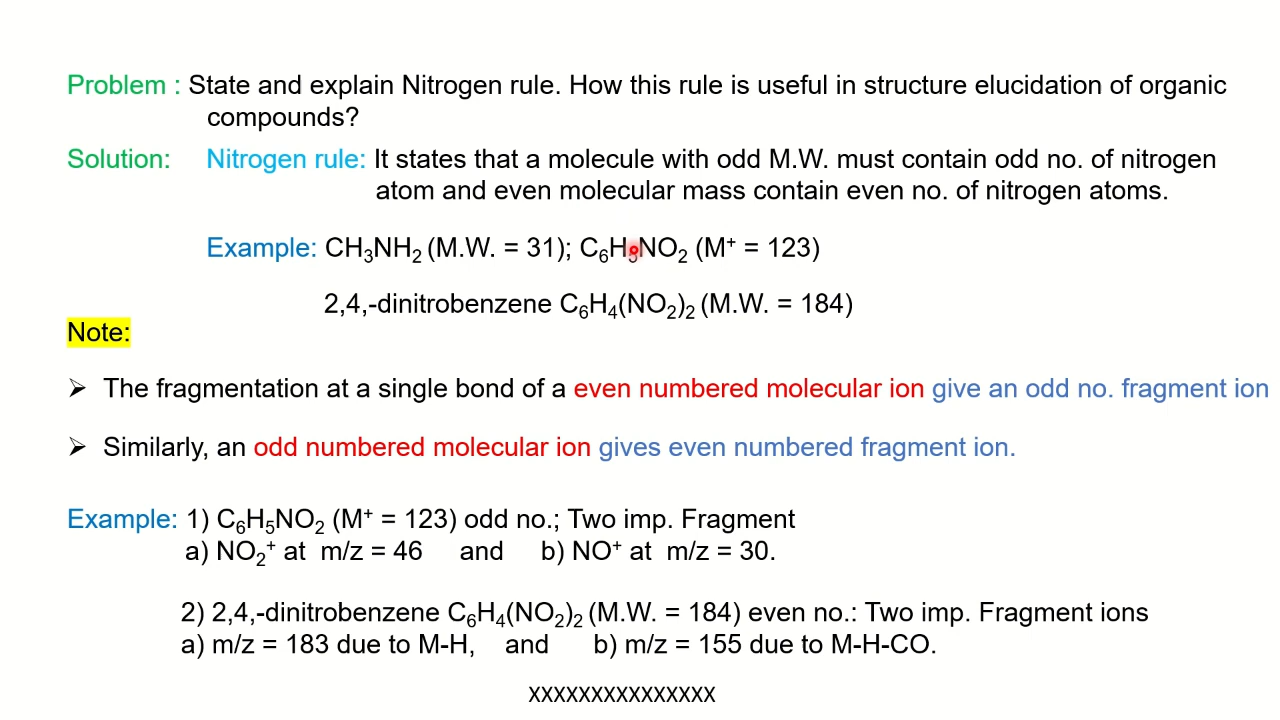 Problem : State and explain Nitrogen rule. How this rule is useful in structure elucidation of organic
compounds?
Solution: Nitrogen rule: It states that a molecule with odd M.W. must contain odd no. of nitrogen
atom and even molecular mass contain even no. of nitrogen atoms.
Example: CH₃NH₂ (M.W. = 31); C₆H₅NO₂ (M⁺ = 123)
2,4,-dinitrobenzene C₆H₄(NO₂)₂ (M.W. = 184)
Note:
➢ The fragmentation at a single bond of a even numbered molecular ion give an odd no. fragment ion
➢ Similarly, an odd numbered molecular ion gives even numbered fragment ion.
Example: 1) C₆H₅NO₂ (M⁺ = 123) odd no.; Two imp. Fragment
a) NO₂⁺ at m/z = 46 and b) NO⁺ at m/z = 30.
2) 2,4,-dinitrobenzene C₆H₄(NO₂)₂ (M.W. = 184) even no.: Two imp. Fragment ions
a) m/z = 183 due to M-H, and b) m/z = 155 due to M-H-CO.
XXXXXXXXXXXXXXX